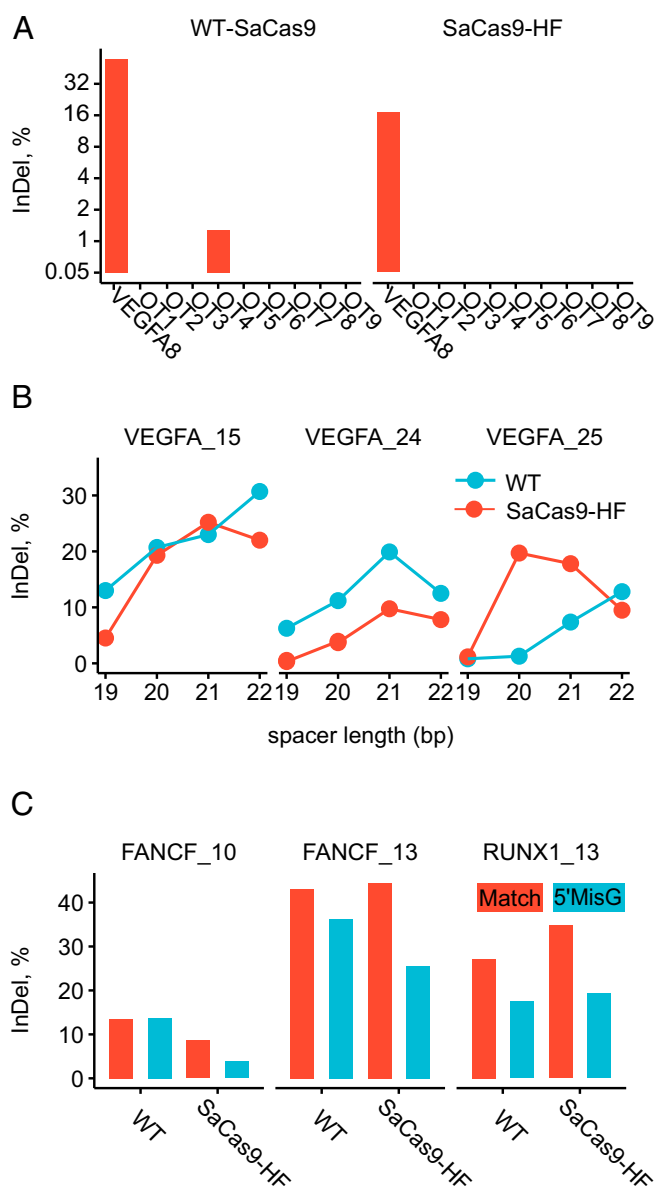 A
WT-SaCas9 SaCas9-HF
InDel, %
32
16
8
4
2
1
0.05
VEGFA8 OT1 OT2 OT3 OT4 OT5 OT6 OT7 OT8 OT9
VEGFA8 OT1 OT2 OT3 OT4 OT5 OT6 OT7 OT8 OT9
B
VEGFA_15 VEGFA_24 VEGFA_25
WT
SaCas9-HF
InDel, %
30
20
10
0
19 20 21 22 19 20 21 22 19 20 21 22
spacer length (bp)
C
FANCF_10 FANCF_13 RUNX1_13
Match 5'MisG
InDel, %
40
30
20
10
0
WT SaCas9-HF WT SaCas9-HF WT SaCas9-HF